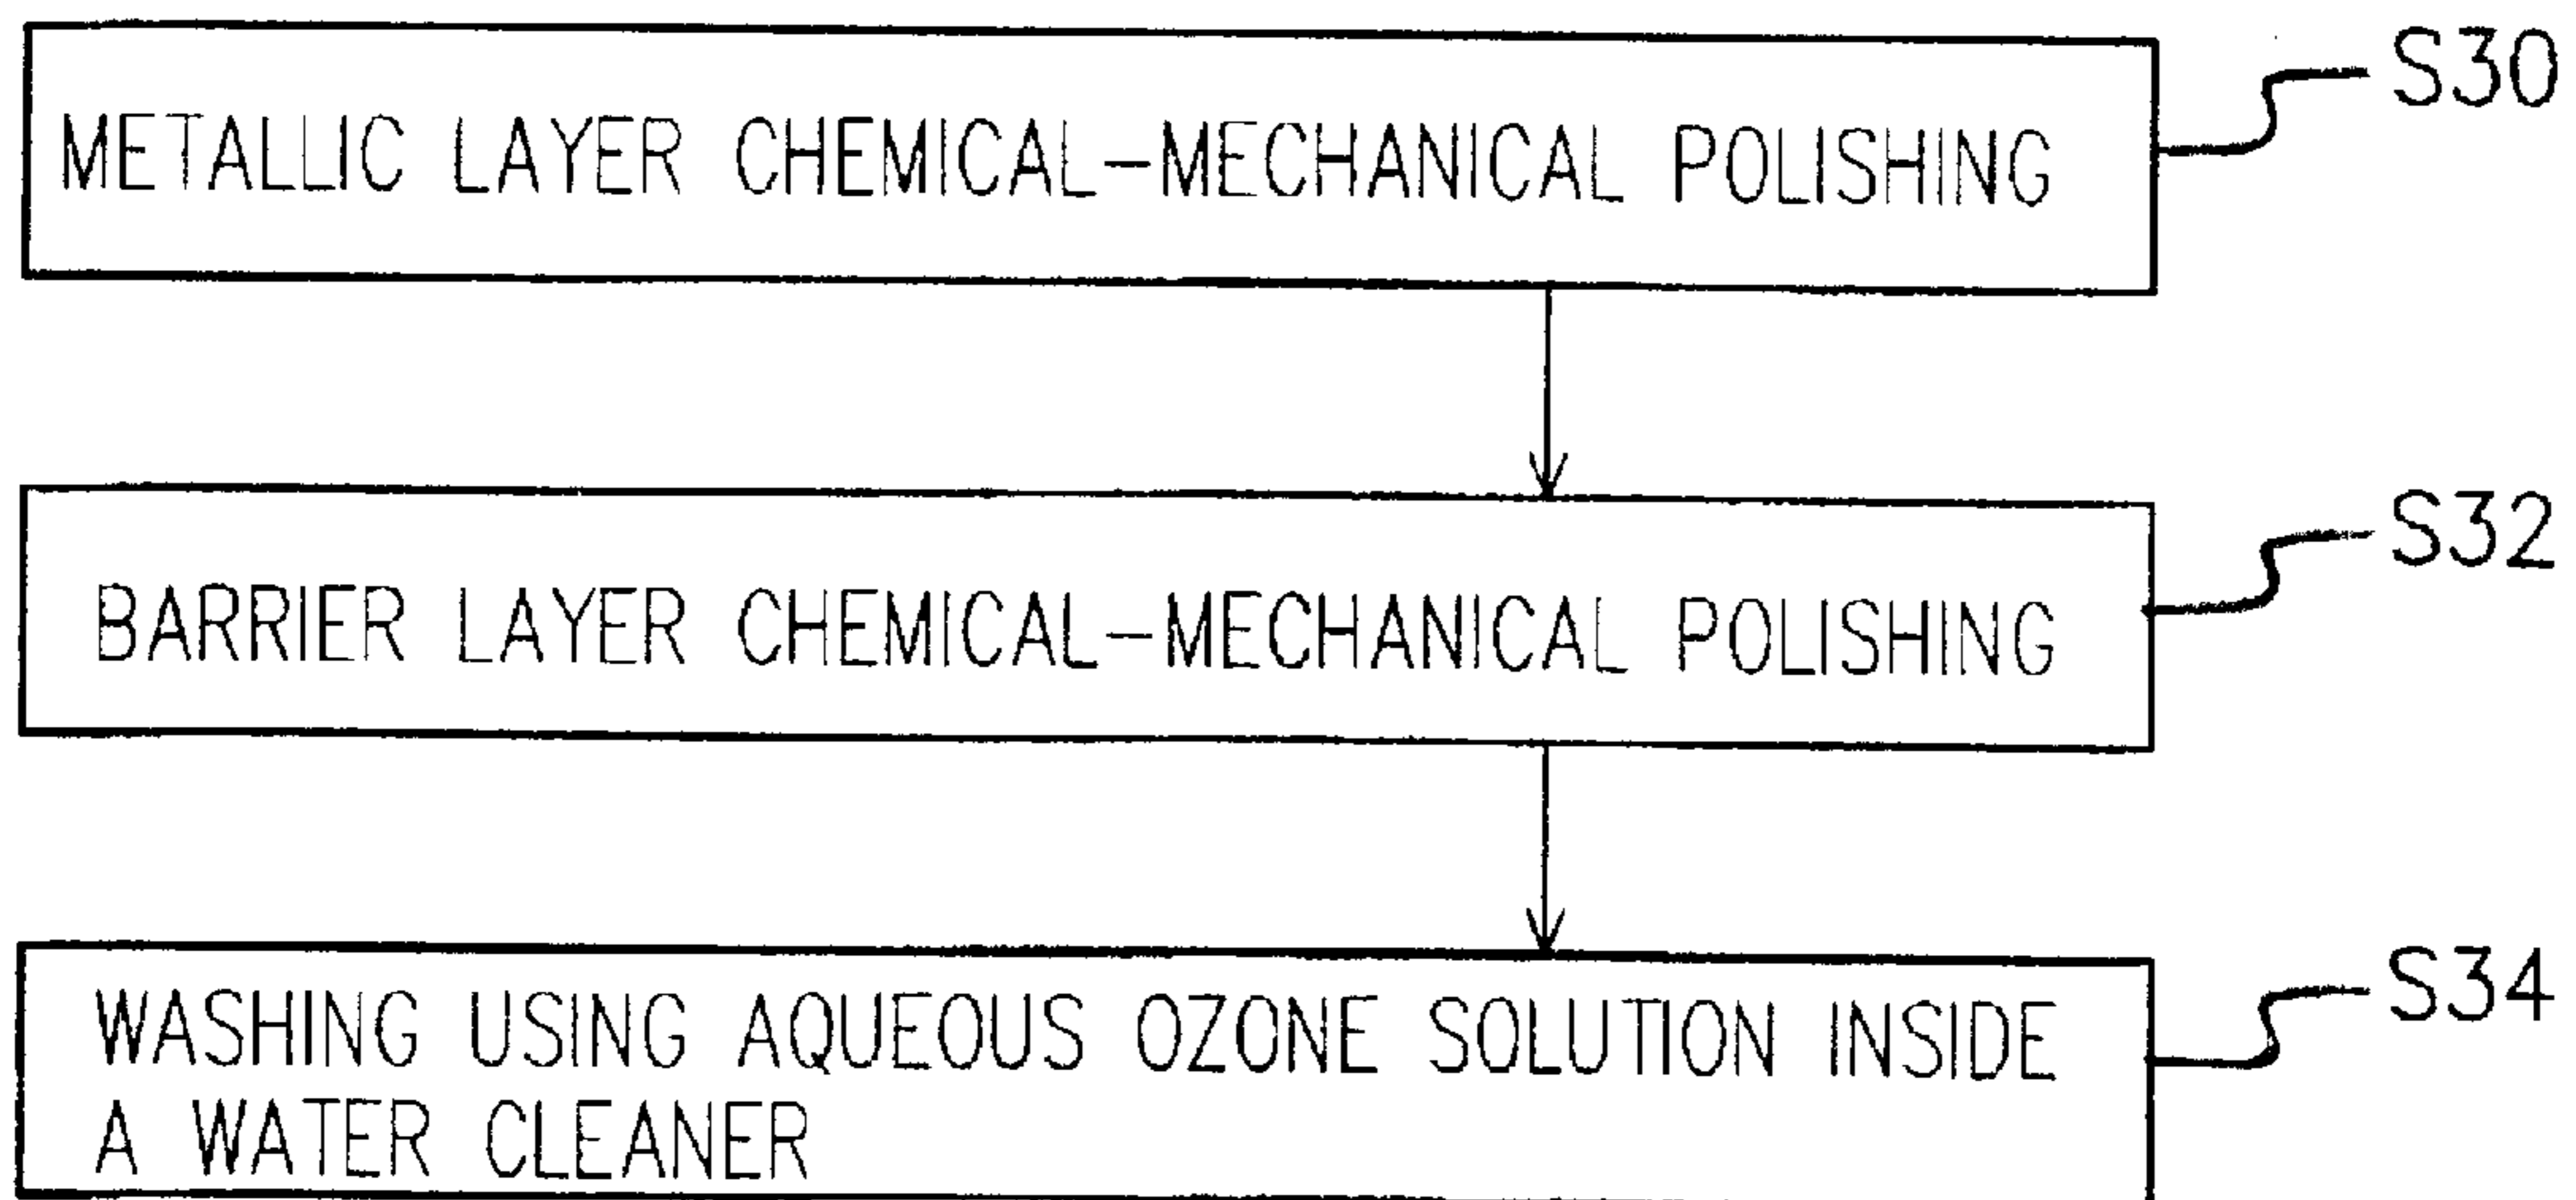 METALLIC LAYER CHEMICAL-MECHANICAL POLISHING
S30
BARRIER LAYER CHEMICAL-MECHANICAL POLISHING
S32
WASHING USING AQUEOUS OZONE SOLUTION INSIDE
A WATER CLEANER
S34